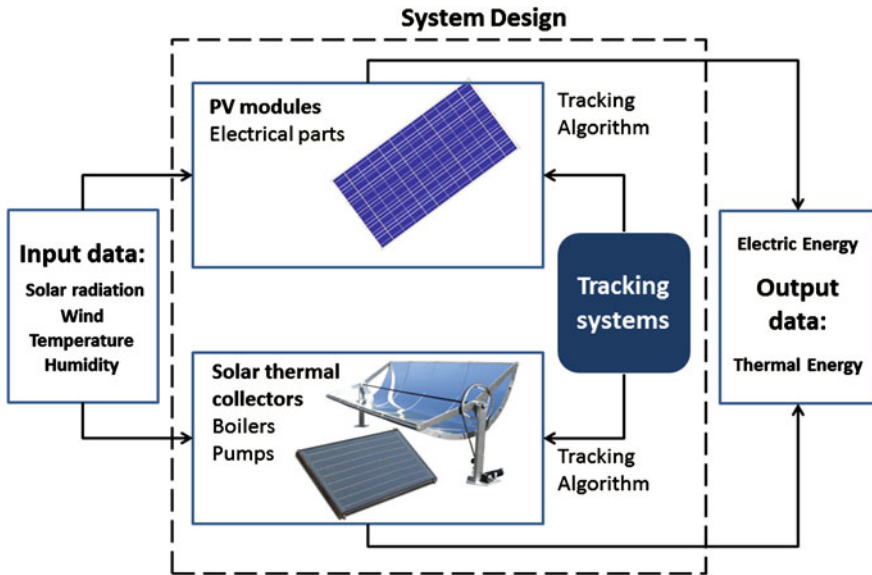 System Design
PV modules
Electrical parts
Tracking
Algorithm
Input data:
Solar radiation
Wind
Temperature
Humidity
Tracking
systems
Electric Energy
Output
data:
Thermal Energy
Solar thermal
collectors
Boilers
Pumps
Tracking
Algorithm